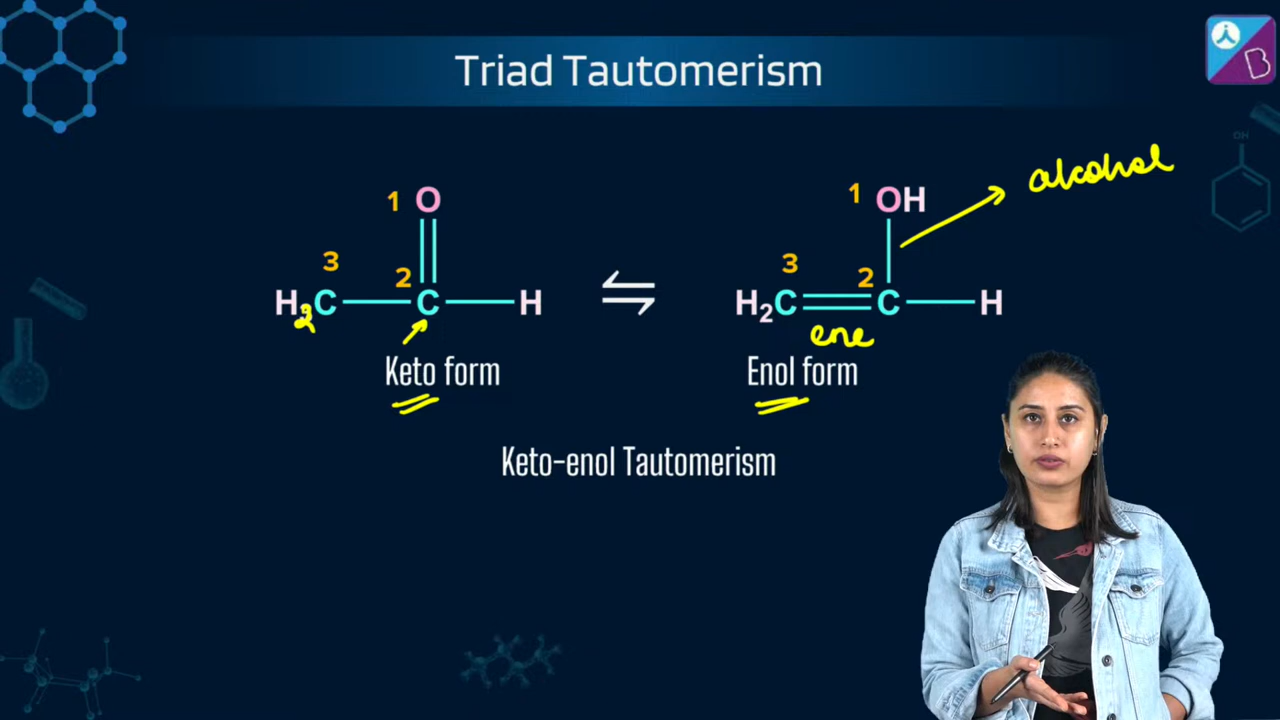 Triad Tautomerism
B
OH
alcohol
1 O
1 OH
3
2
3
2
H3C C H
H2C C H
ene
Keto form
Enol form
Keto-enol Tautomerism